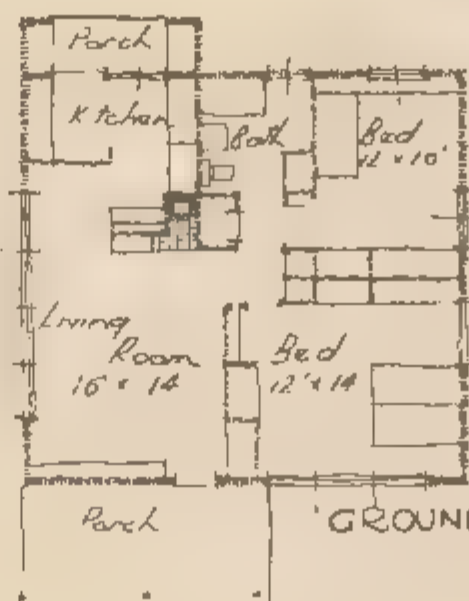 Porch
Kitchen
Bath
Bed
12 x 10'
Living
Room
16' x 14
Bed
12' x 14
Porch
GROUN